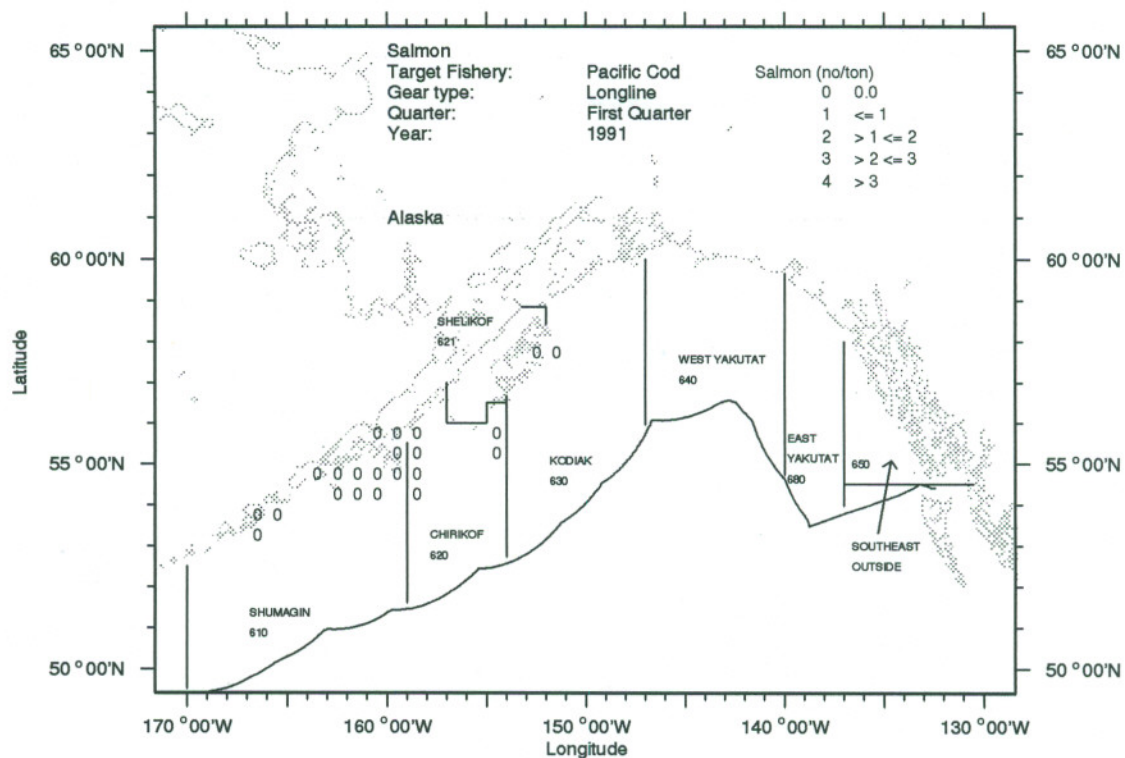 Salmon
Target Fishery: Pacific Cod
Gear type: Longline
Quarter: First Quarter
Year: 1991
Salmon (no/ton)
0 0.0
1 <= 1
2 > 1 <= 2
3 > 2 <= 3
4 > 3
65 °00'N
65 °00'N
Alaska
60 °00'N
60 °00'N
SHELIKOF
621
0 0
WEST YAKUTAT
640
0 0 0 0
0 0 0
0 0 0 0 0 0
0 0 0 0
0 0
0
EAST
YAKUTAT
680
650
KODIAK
630
55 °00'N
55 °00'N
CHIRIKOF
620
SOUTHEAST
OUTSIDE
SHUMAGIN
610
50 °00'N
50 °00'N
170 °00'W
160 °00'W
150 °00'W
140 °00'W
130 °00'W
Latitude
Longitude